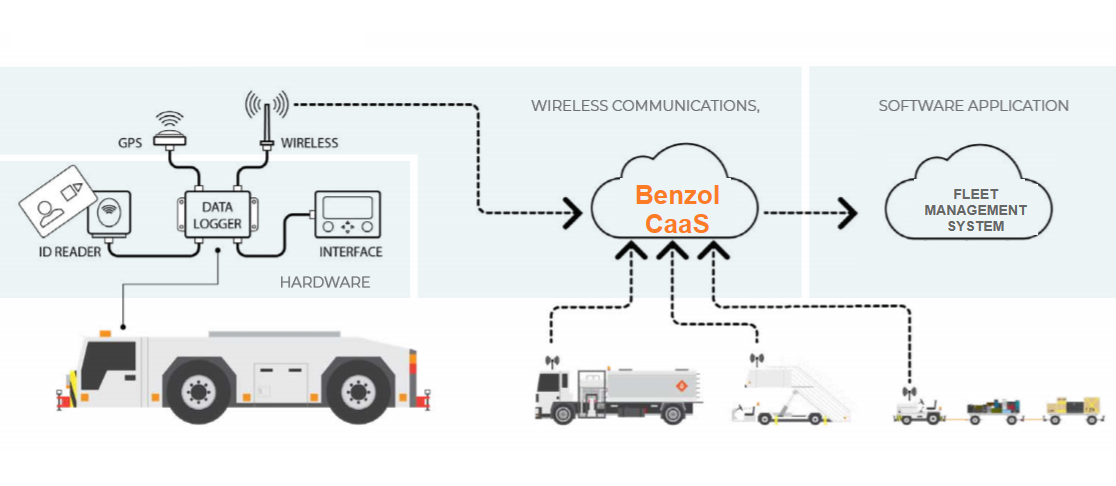 WIRELESS COMMUNICATIONS,
SOFTWARE APPLICATION
GPS
WIRELESS
DATA
LOGGER
ID READER
INTERFACE
HARDWARE
Benzol
CaaS
FLEET
MANAGEMENT
SYSTEM